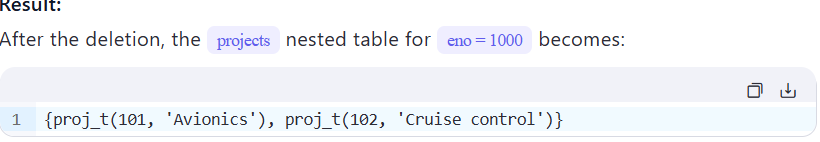 Result:
After the deletion, the projects nested table for eno = 1000 becomes:
1 {proj_t(101, 'Avionics'), proj_t(102, 'Cruise control')}